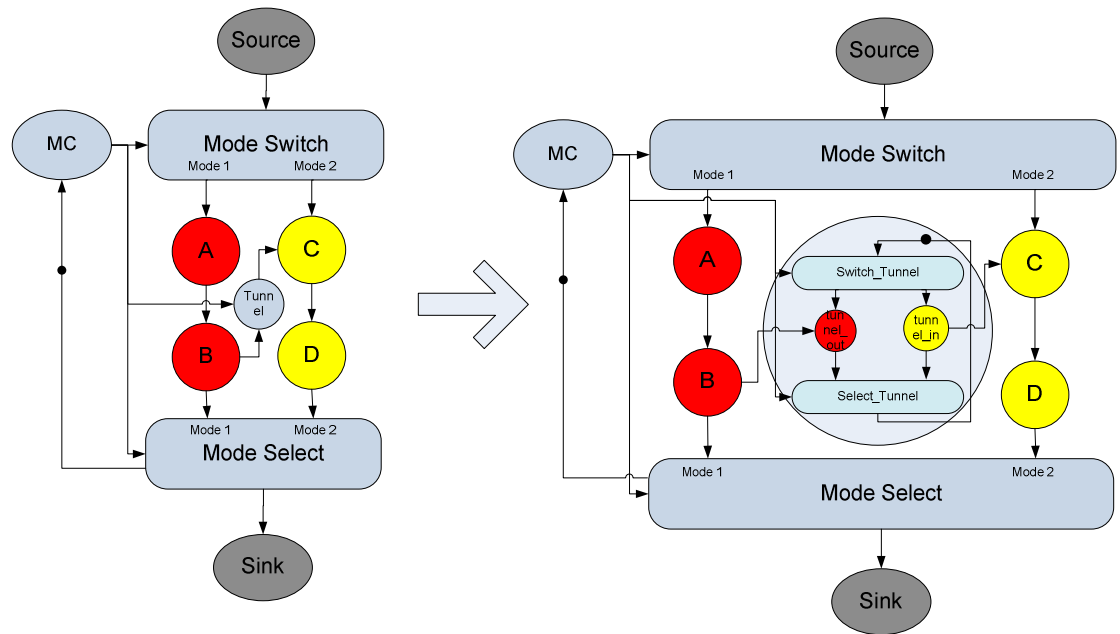 Source
MC
Mode Switch
Mode 1
Mode 2
A
C
Tunn
el
B
D
Mode 1
Mode 2
Mode Select
Sink
Source
MC
Mode Switch
Mode 1
Mode 2
A
C
Switch_Tunnel
tun
nel_
out
tunn
el_in
B
D
Select_Tunnel
Mode 1
Mode 2
Mode Select
Sink